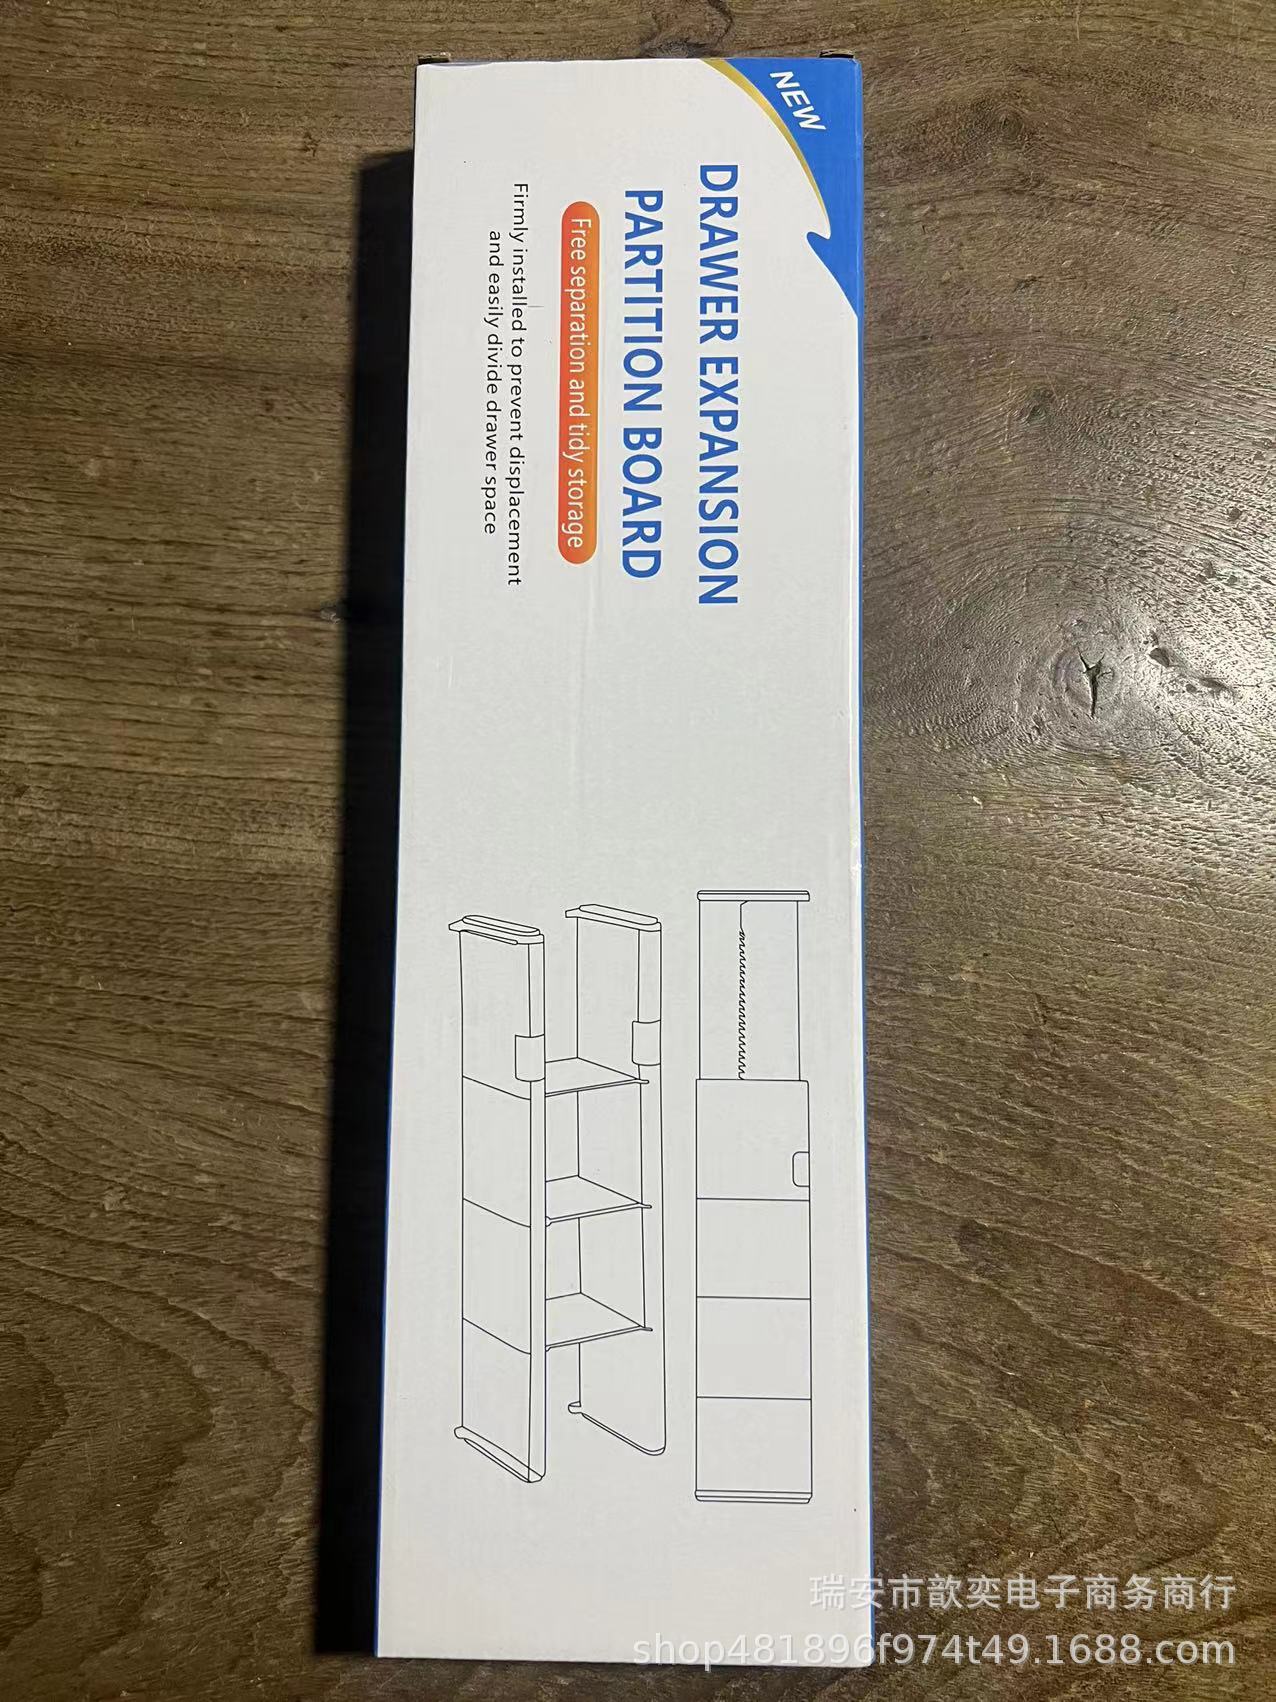 NEW
DRAWER EXPANSION
PARTITION BOARD
Free separation and tidy storage
Firmly installed to prevent displacement
and easily divide drawer space
瑞安市歆奕电子商务商行
shop481896f974t49.1688.com